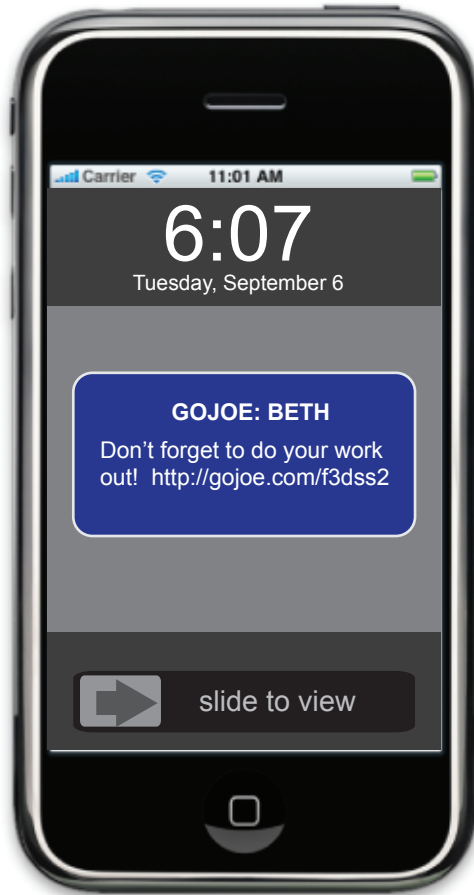 Carrier 11:01 AM
6:07
Tuesday, September 6
GOJOE: BETH
Don’t forget to do your work
out!  http://gojoe.com/f3dss2
slide to view